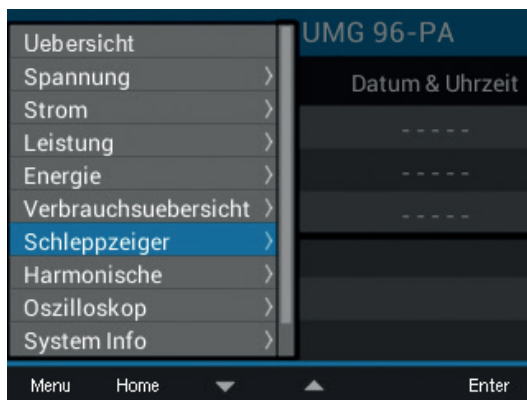 UMG 96-PA
Uebersicht
Spannung
Strom
Leistung
Energie
Verbrauchsuebersicht
Schleppzeiger
Harmonische
Oszilloskop
System Info
Datum & Uhrzeit
- - - - -
- - - - -
- - - - -
Menu Home Enter